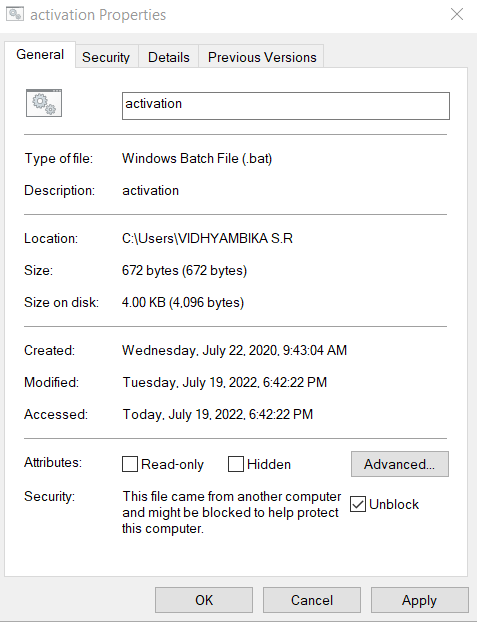 activation Properties
General Security Details Previous Versions
activation
Type of file: Windows Batch File (.bat)
Description: activation
Location: C:\Users\VIDHYAMBIKA S.R
Size: 672 bytes (672 bytes)
Size on disk: 4.00 KB (4,096 bytes)
Created: Wednesday, July 22, 2020, 9:43:04 AM
Modified: Tuesday, July 19, 2022, 6:42:22 PM
Accessed: Today, July 19, 2022, 6:42:22 PM
Attributes: Read-only Hidden Advanced...
Security: This file came from another computer
and might be blocked to help protect Unblock
this computer.
OK Cancel Apply